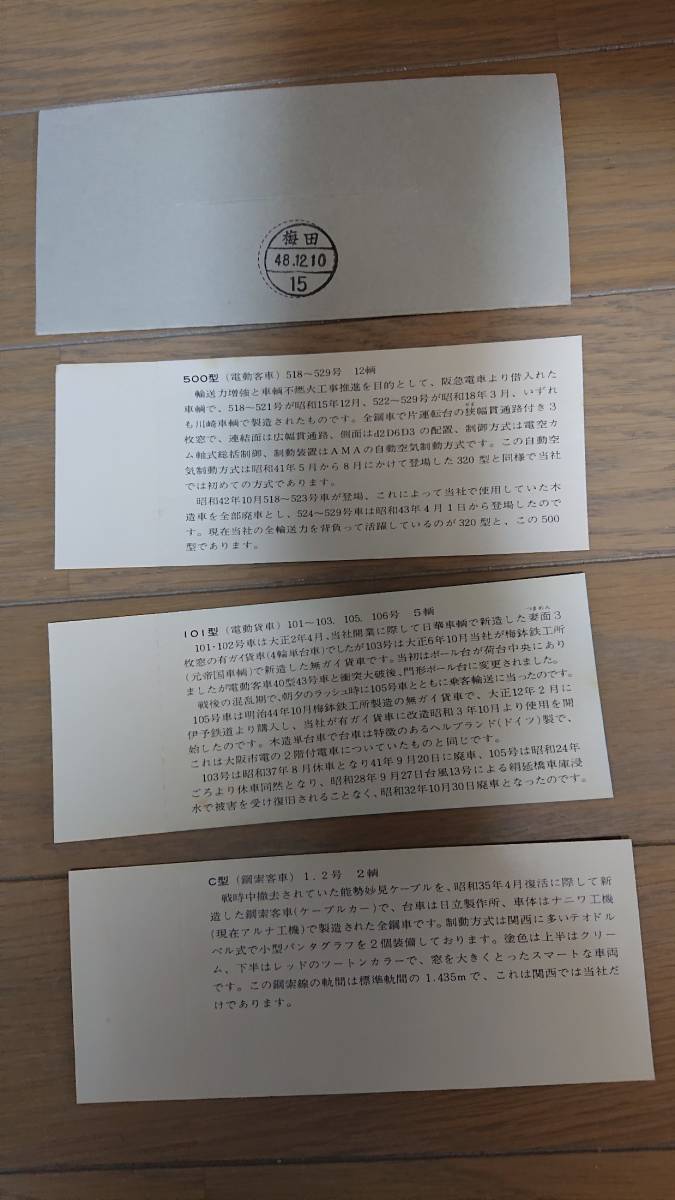 梅田
48.12.10
15
500型（電動客車）518～529号　12輌
輸送力増強と車輌不燃火工事推進を目的として、阪急電車より借入れた
車輌で、518～521号が昭和15年12月、522～529号が昭和18年3月、いずれ
も川崎車輌で製造されたものです。全鋼車で片運転台の狭幅貫通路付き3
枚窓で、連結面は広幅貫通路、側面はd2D6D3の配置、制御方式は電空カ
ム軸式総括制御、制動装置はAMAの自動空気制動方式です。この自動空
気制動方式は昭和41年5月から8月にかけて登場した320型と同様で当社
では初めての方式であります。
昭和42年10月518～523号車が登場、これによって当社で使用していた木
造車を全部廃車とし、524～529号車は昭和43年4月1日から登場したので
す。現在当社の全輸送力を背負って活躍しているのが320型と、この500
型であります。
101型（電動貨車）101～103. 105. 106号　5輌
つまめん
101・102号車は大正2年4月、当社開業に際して日華車輌で新造した妻面3
枚窓の有ガイ貨車（4輪単台車）でしたが103号は大正6年10月当社が梅鉢鉄工所
（元帝国車輌）で新造した無ガイ貨車です。当初はポール台が荷台中央にあり
ましたが電動客車40型43号車と衝突大破後、門形ポール台に変更されました。
戦後の混乱期で、朝夕のラッシュ時に105号車とともに乗客輸送に当ったのです。
105号車は明治44年10月梅鉢鉄工所製造の無ガイ貨車で、大正12年2月に
伊予鉄道より購入し、当社が有ガイ貨車に改造昭和3年10月より使用を開
始したのです。木造単台車で台車は特徴のあるヘルブランド（ドイツ）製で、
これは大阪市電の2階付電車についていたものと同じです。
103号は昭和37年8月休車となり41年9月20日に廃車、105号は昭和24年
ごろより休車同然となり、昭和28年9月27日台風13号による絹延橋車庫浸
水で被害を受け復旧されることなく、昭和32年10月30日廃車となったのです。
C型（鋼索客車）1.2号　2輌
戦時中撤去されていた能勢妙見ケーブルを、昭和35年4月復活に際して新
造した鋼索客車（ケーブルカー）で、台車は日立製作所、車体はナニワ工機
（現在アルナ工機）で製造された全鋼車です。制動方式は関西に多いテオドル
ベル式で小型パンタグラフを2個装備しております。塗色は上半はクリー
ム、下半はレッドのツートンカラーで、窓を大きくとったスマートな車両
です。この鋼索線の軌間は標準軌間の1.435mで、これは関西では当社だ
けであります。